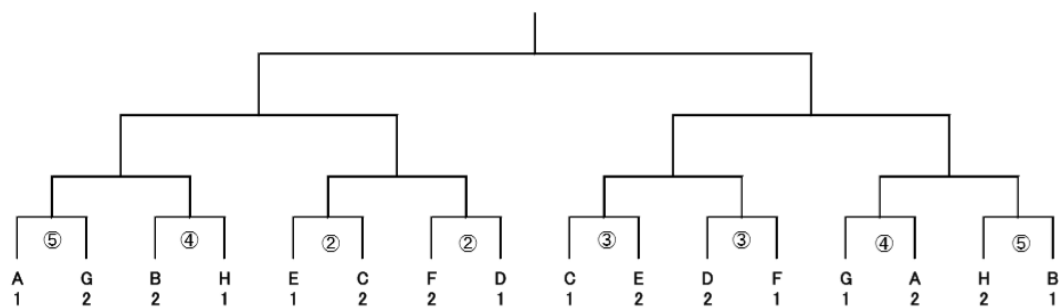 ⑤ ④ ② ② ③ ③ ④ ⑤
A G B H E C F D C E D F G A H B
1 2 2 1 1 2 2 1 1 2 2 1 1 2 2 1